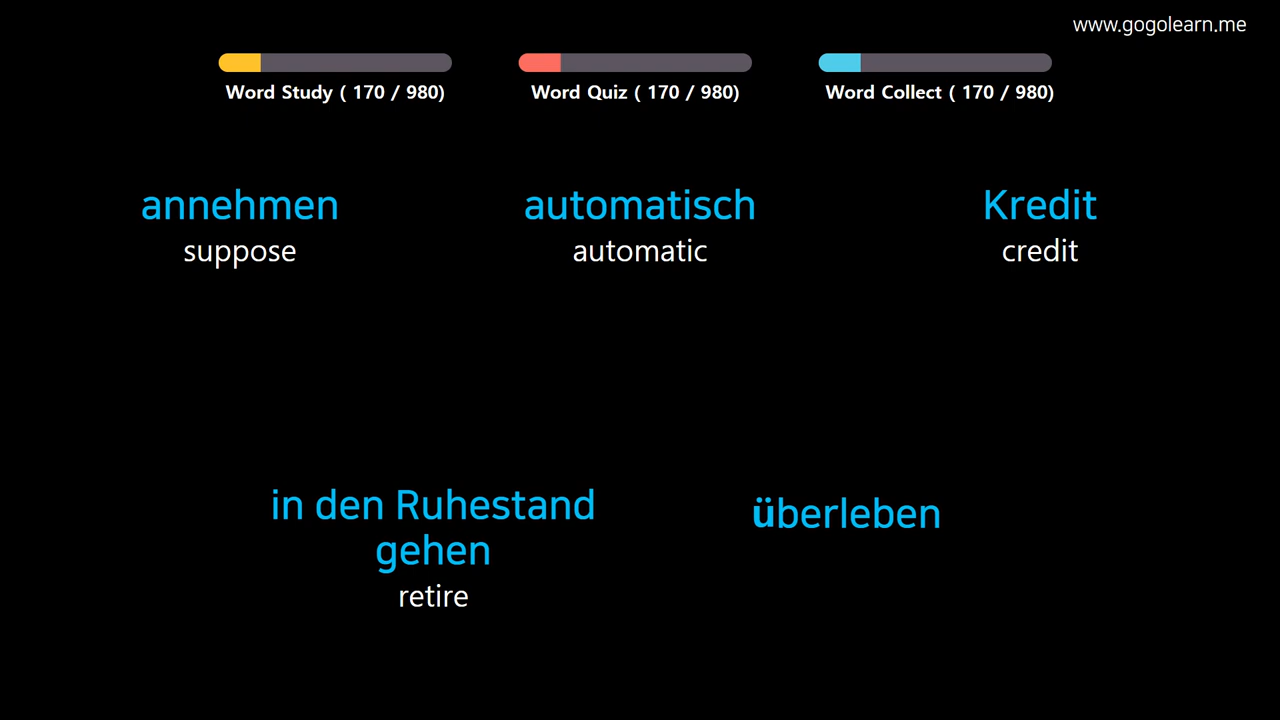 www.gogolearn.me
Word Study ( 170 / 980)
Word Quiz ( 170 / 980)
Word Collect ( 170 / 980)
annehmen
suppose
automatisch
automatic
Kredit
credit
in den Ruhestand
gehen
retire
überleben